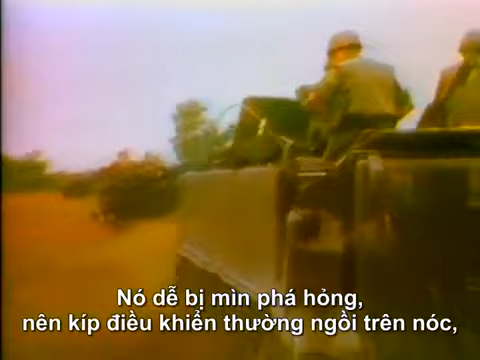 Nó dễ bị mìn phá hỏng,
nên kíp điều khiển thường ngồi trên nóc,